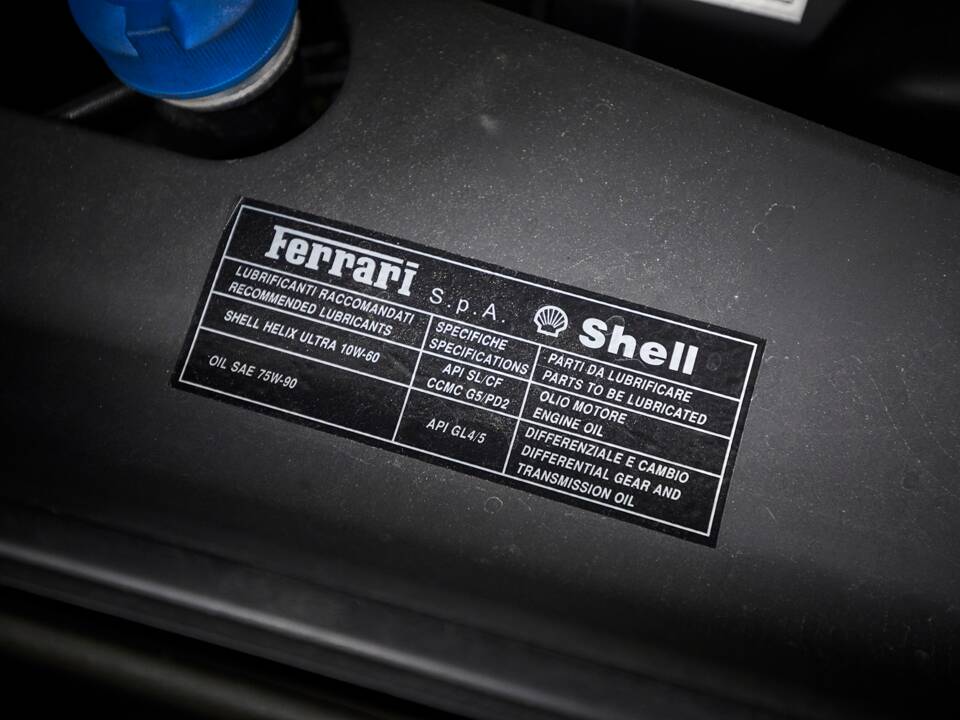 Ferrari S.p.A. Shell
LUBRIFICANTI RACCOMANDATI
RECOMMENDED LUBRICANTS
SPECIFICHE
SPECIFICATIONS
PARTI DA LUBRIFICARE
PARTS TO BE LUBRICATED
SHELL HELIX ULTRA 10W-60
API SL/CF
CCMC G5/PD2
OLIO MOTORE
ENGINE OIL
OIL SAE 75W-90
API GL4/5
DIFFERENZIALE E CAMBIO
DIFFERENTIAL GEAR AND
TRANSMISSION OIL